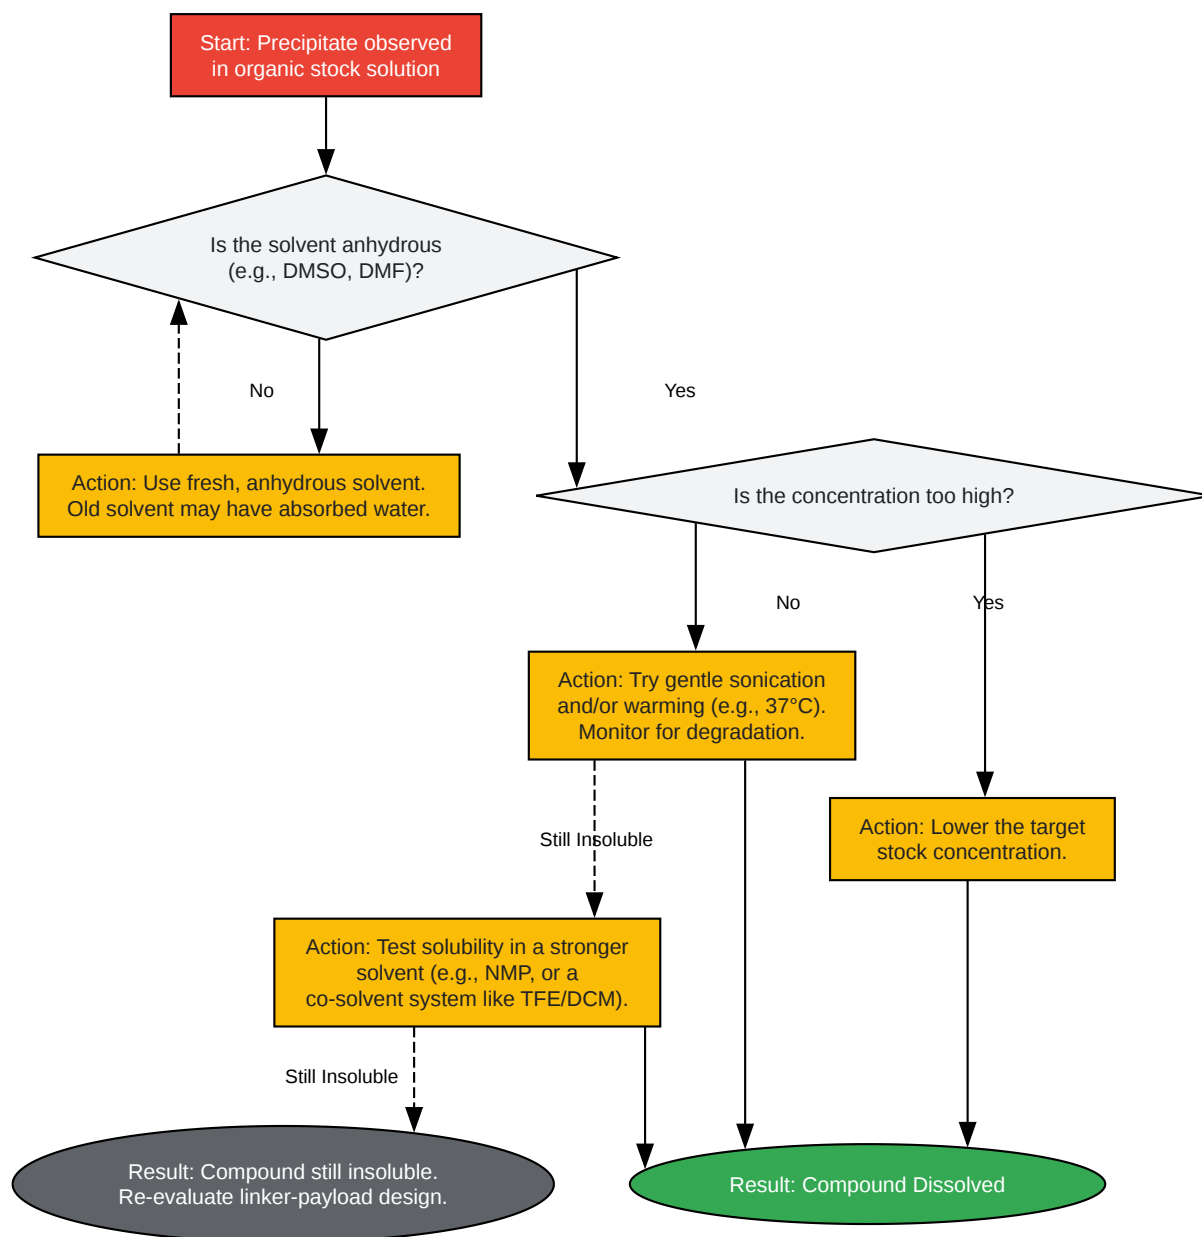 Start: Precipitate observed
in organic stock solution
Is the solvent anhydrous
(e.g., DMSO, DMF)?
No
Yes
Action: Use fresh, anhydrous solvent.
Old solvent may have absorbed water.
Is the concentration too high?
No
Yes
Action: Try gentle sonication
and/or warming (e.g., 37°C).
Monitor for degradation.
Action: Lower the target
stock concentration.
Still Insoluble
Action: Test solubility in a stronger
solvent (e.g., NMP, or a
co-solvent system like TFE/DCM).
Still Insoluble
Result: Compound still insoluble.
Re-evaluate linker-payload design.
Result: Compound Dissolved